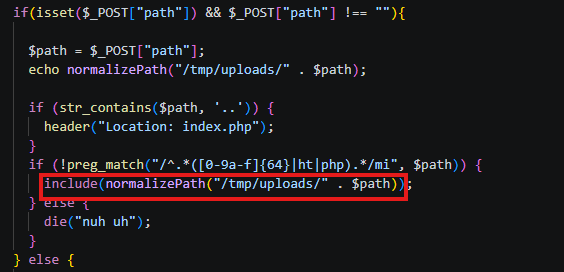 if(isset($_POST["path"]) && $_POST["path"] !== ""){
$path = $_POST["path"];
echo normalizePath("/tmp/uploads/" . $path);
if (str_contains($path, '..')) {
header("Location: index.php");
}
if (!preg_match("/^.*([0-9a-f]{64}|ht|php).*/mi", $path)) {
include(normalizePath("/tmp/uploads/" . $path));
} else {
die("nuh uh");
}
} else {